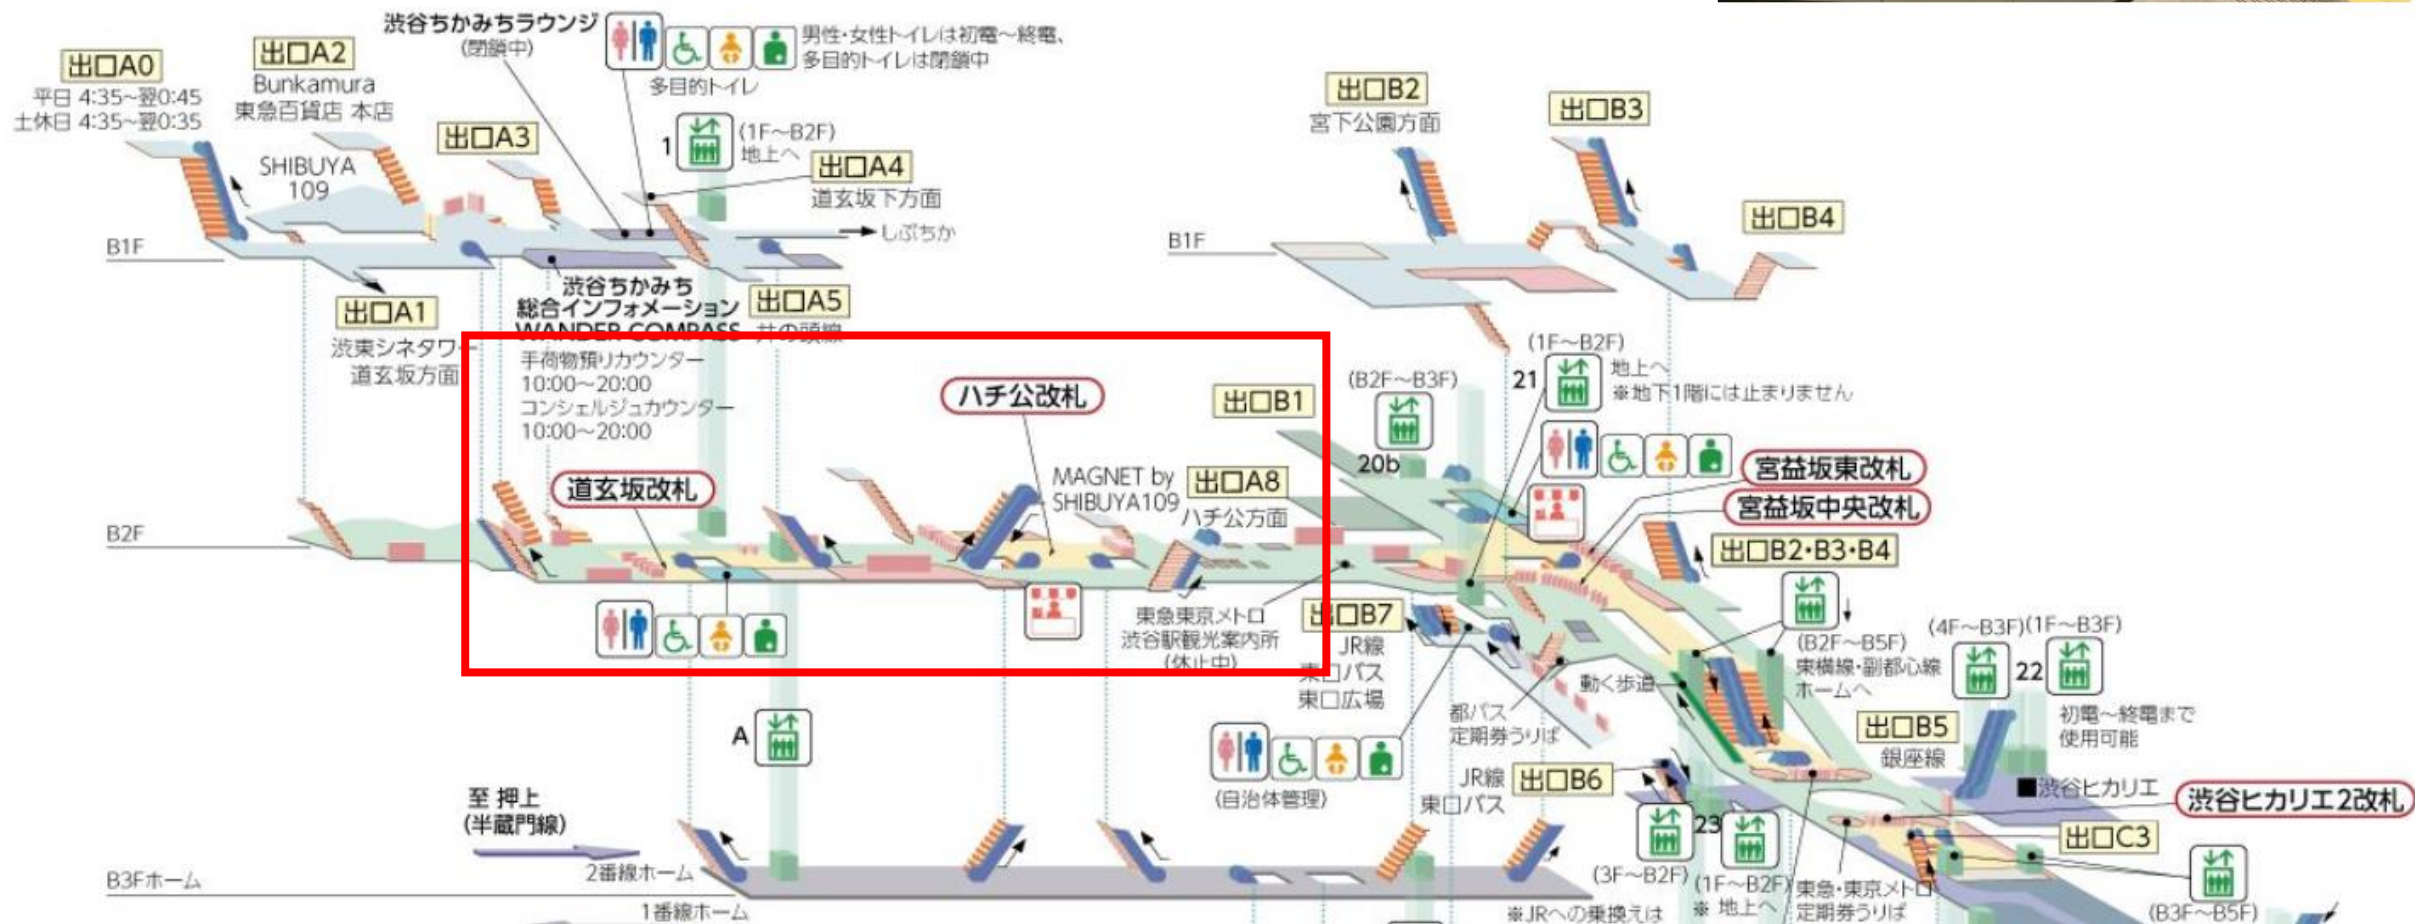 渋谷ちかみちラウンジ
(閉鎖中)
男性・女性トイレは初電～終電、
多目的トイレは閉鎖中
多目的トイレ
出口A0
平日 4:35～翌0:45
土休日 4:35～翌0:35
出口A2
Bunkamura
東急百貨店 本店
出口A3
SHIBUYA
109
1
(1F～B2F)
地上へ
出口A4
道玄坂下方面
しぶちか
B1F
出口A1
渋東シネタワー
道玄坂方面
渋谷ちかみち
総合インフォメーション
WANDER COMPASS
手荷物預りカウンター
10:00～20:00
コンシェルジュカウンター
10:00～20:00
出口A5
井の頭線
出口B2
宮下公園方面
出口B3
出口B4
B1F
(1F～B2F)
21
地上へ
※地下1階には止まりません
(B2F～B3F)
20b
ハチ公改札
出口B1
道玄坂改札
MAGNET by
SHIBUYA109
出口A8
ハチ公方面
宮益坂東改札
宮益坂中央改札
B2F
出口B2・B3・B4
東急東京メトロ
渋谷駅観光案内所
(休止中)
出口B7
JR線
東口バス
東口広場
(B2F～B5F)
東横線・副都心線
ホームへ
動く歩道
都バス
定期券うりば
(4F～B3F)
(1F～B3F)
22
初電～終電まで
使用可能
出口B5
銀座線
■渋谷ヒカリエ
A
(自治体管理)
JR線
東口バス
出口B6
渋谷ヒカリエ2改札
出口C3
至 押上
(半蔵門線)
2番線ホーム
B3Fホーム
1番線ホーム
23
(3F～B2F)
(1F～B2F)
※JRへの乗換えは
※ 地上へ
東急・東京メトロ
定期券うりば
(B3F～B5F)